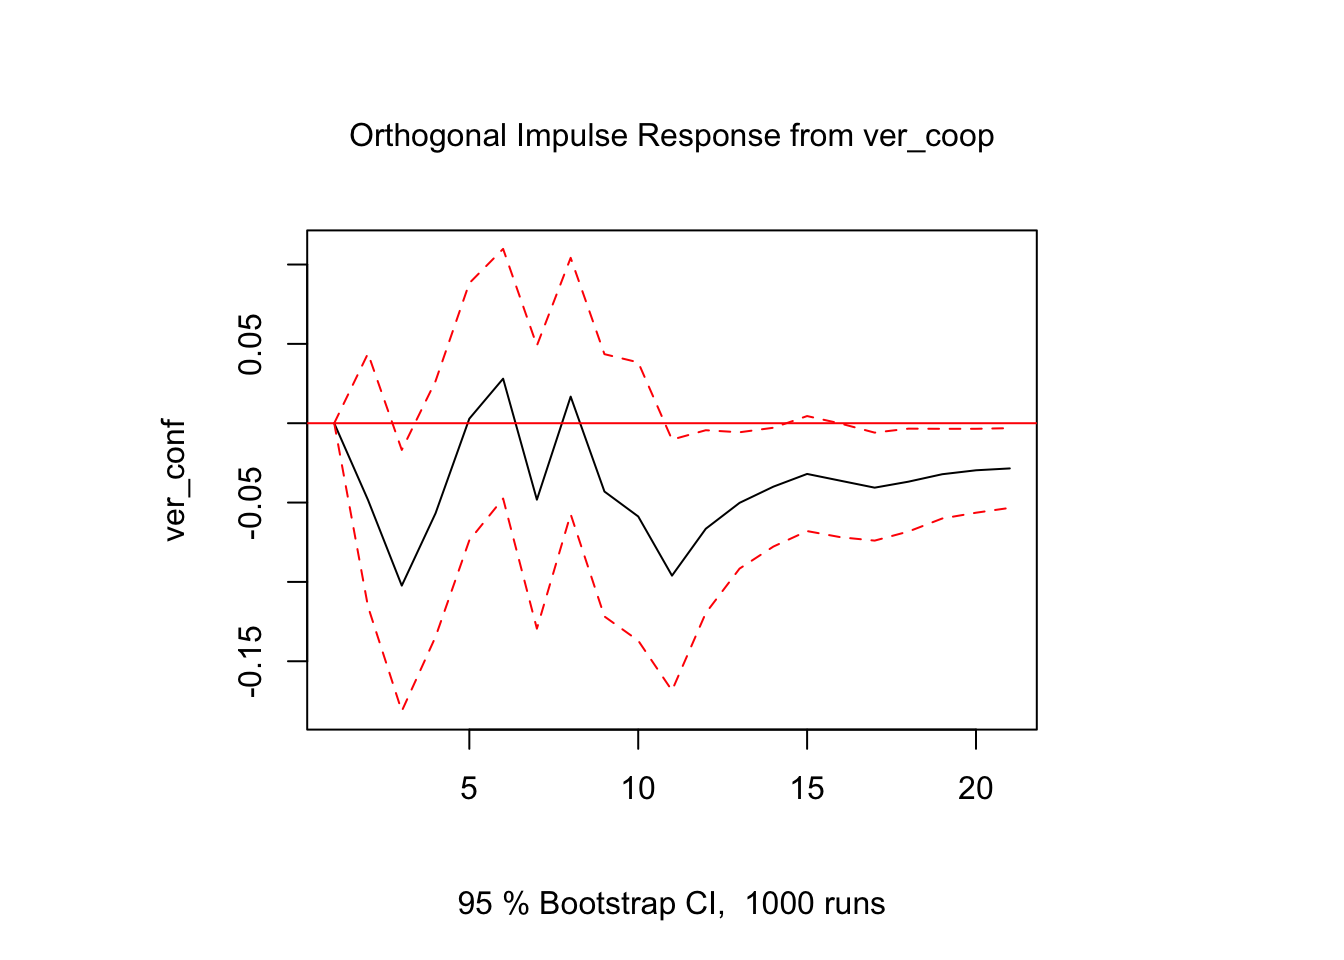 Orthogonal Impulse Response from ver_coop
ver_conf
0.05
-0.05
-0.15
5 10 15 20
95 % Bootstrap CI,  1000 runs